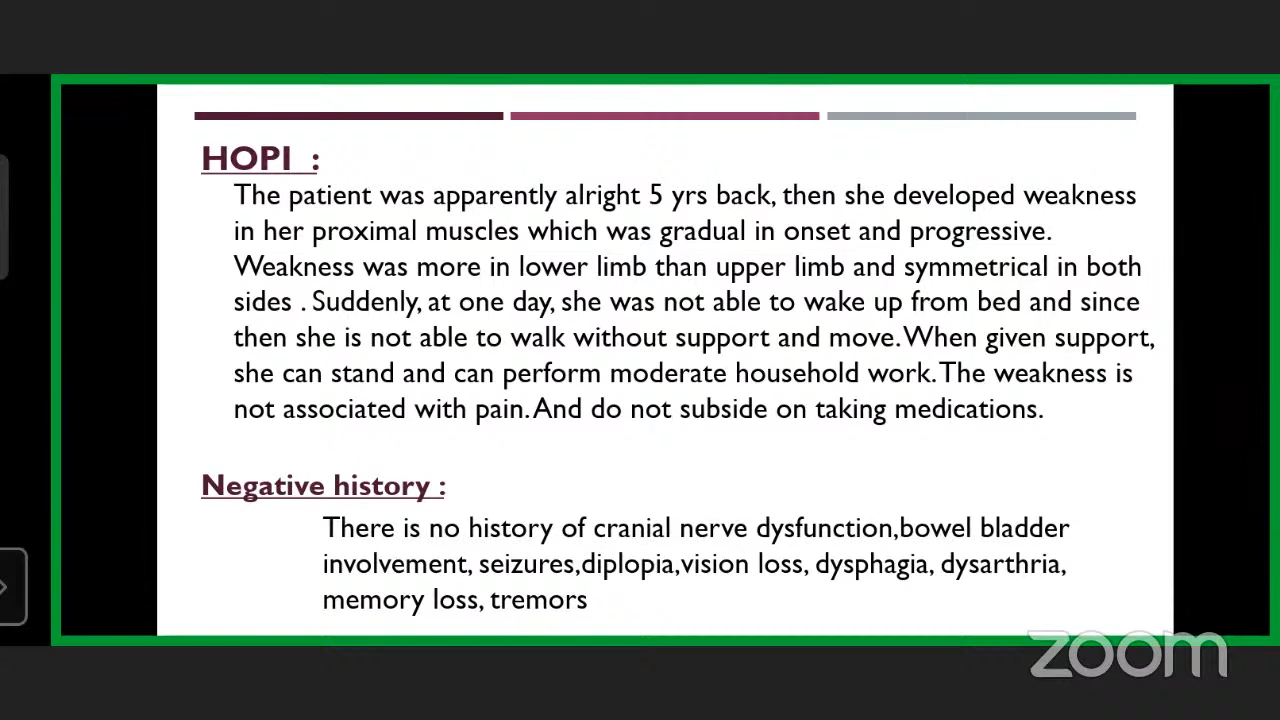 HOPI :
The patient was apparently alright 5 yrs back, then she developed weakness
in her proximal muscles which was gradual in onset and progressive.
Weakness was more in lower limb than upper limb and symmetrical in both
sides . Suddenly, at one day, she was not able to wake up from bed and since
then she is not able to walk without support and move. When given support,
she can stand and can perform moderate household work. The weakness is
not associated with pain. And do not subside on taking medications.
Negative history :
There is no history of cranial nerve dysfunction,bowel bladder
involvement, seizures,diplopia,vision loss, dysphagia, dysarthria,
memory loss, tremors
zoom